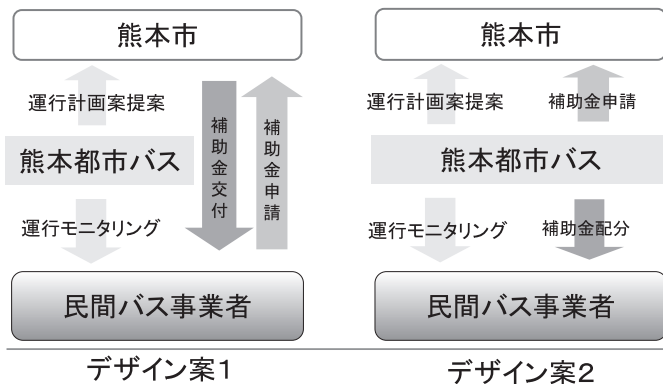 熊本市
運行計画案提案
熊本都市バス
運行モニタリング
補助金交付
補助金申請
民間バス事業者
デザイン案1
熊本市
運行計画案提案
補助金申請
熊本都市バス
運行モニタリング
補助金配分
民間バス事業者
デザイン案2